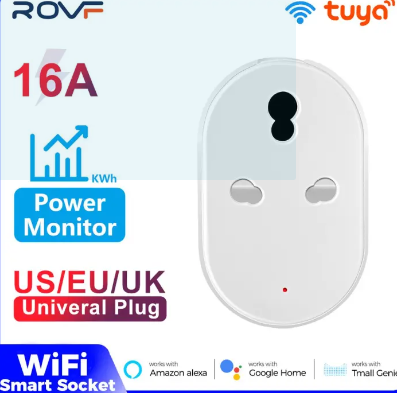 ROVF
tuya
16A
KWh
Power
Monitor
US/EU/UK
Univeral Plug
WiFi
Smart Socket
works with
Amazon alexa
works with
Google Home
works with
Tmall Genie